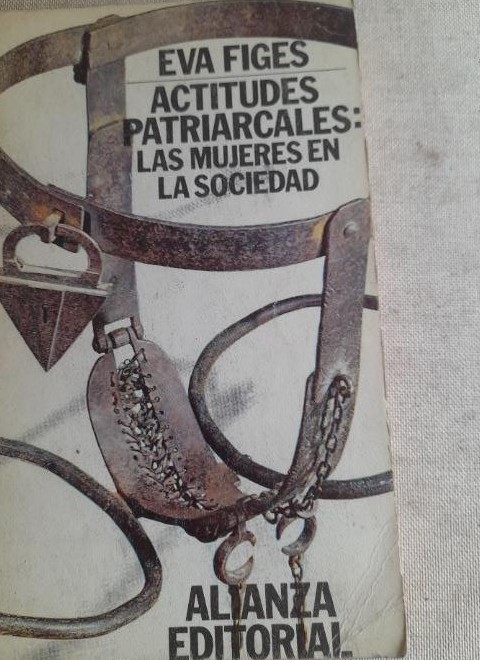 EVA FIGES
ACTITUDES
PATRIARCALES:
LAS MUJERES EN
LA SOCIEDAD
ALIANZA
EDITORIAL